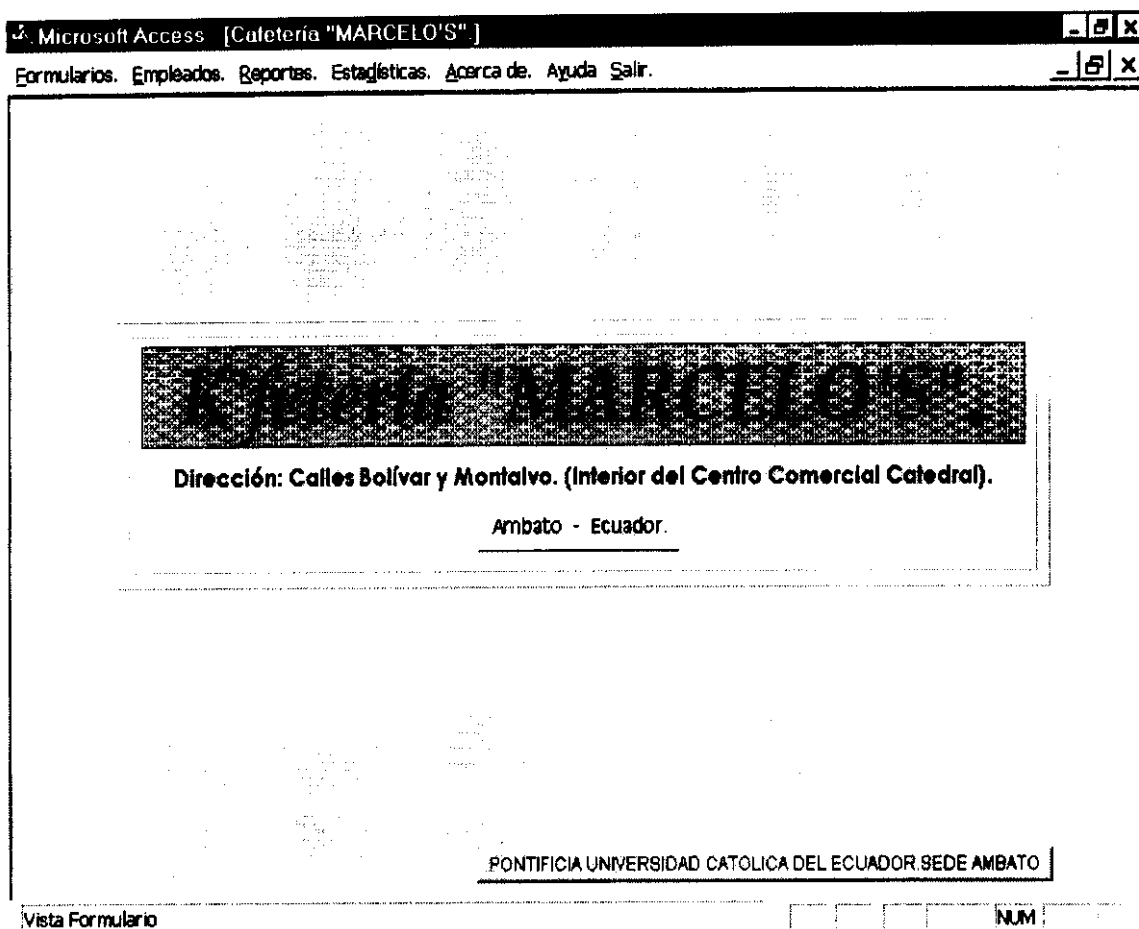 Microsoft Access [Cafetería "MARCELO'S".]
Formularios. Empleados. Reportes. Estadísticas. Acerca de. Ayuda Salir.
K'fetería "MARCELO'S".
Dirección: Calles Bolívar y Montalvo. (Interior del Centro Comercial Catedral).
Ambato - Ecuador.
PONTIFICIA UNIVERSIDAD CATOLICA DEL ECUADOR.SEDE AMBATO
Vista Formulario
NUM